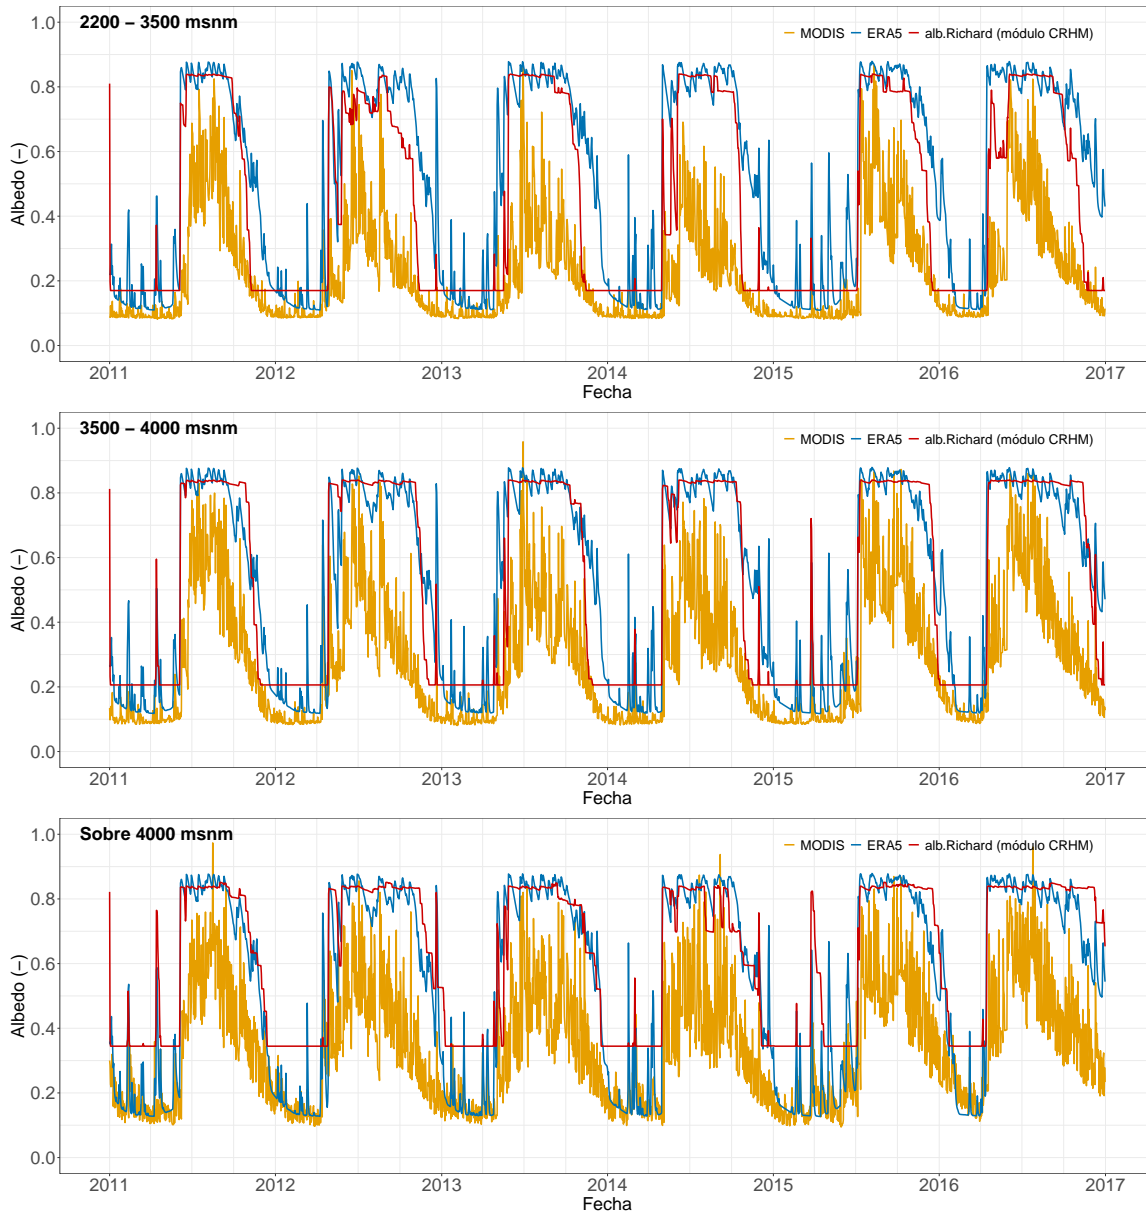 2200 – 3500 msnm
MODIS ERA5 alb.Richard (módulo CRHM)
1.0
0.8
0.6
0.4
0.2
0.0
Albedo (−)
2011 2012 2013 2014 2015 2016 2017
Fecha
3500 – 4000 msnm
MODIS ERA5 alb.Richard (módulo CRHM)
1.0
0.8
0.6
0.4
0.2
0.0
Albedo (−)
2011 2012 2013 2014 2015 2016 2017
Fecha
Sobre 4000 msnm
MODIS ERA5 alb.Richard (módulo CRHM)
1.0
0.8
0.6
0.4
0.2
0.0
Albedo (−)
2011 2012 2013 2014 2015 2016 2017
Fecha